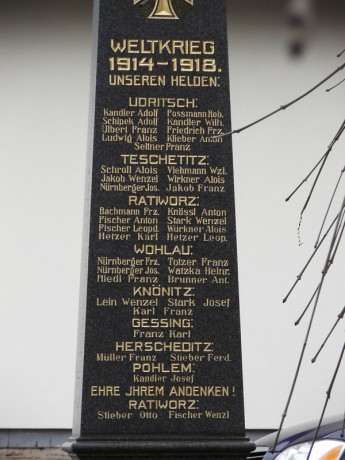 WELTKRIEG
1914-1918.
UNSEREN HELDEN:
UDRITSCH:
Kandler Adolf Possmann Rob.
Schipek Adolf Kandler Wilh.
Ulbert Franz Friedrich Frz.
Ludwig Alois Klieber Anton
Seltner Franz
TESCHETITZ:
Schroll Alois Viehmann Wzl.
Jakob Wenzel Wirkner Alois
Nürnberger Jos. Jakob Franz
RATIWORZ:
Bachmann Frz. Knüssl Anton
Fischer Anton Stark Wenzel
Fischer Leopd. Würkner Alois
Hetzer Karl Hetzer Leop.
WOHLAU:
Nürnberger Frz. Totzer Franz
Nürnberger Jos. Watzka Heinr.
Riedl Franz Brunner Ant.
KNÖNITZ:
Lein Wenzel Stark Josef
Karl Franz
GESSING:
Franz Karl
HERSCHEDITZ:
Müller Franz Stieber Ferd.
POHLEM:
Kandler Josef
EHRE JHREM ANDENKEN!
RATIWORZ:
Stieber Otto Fischer Wenzl